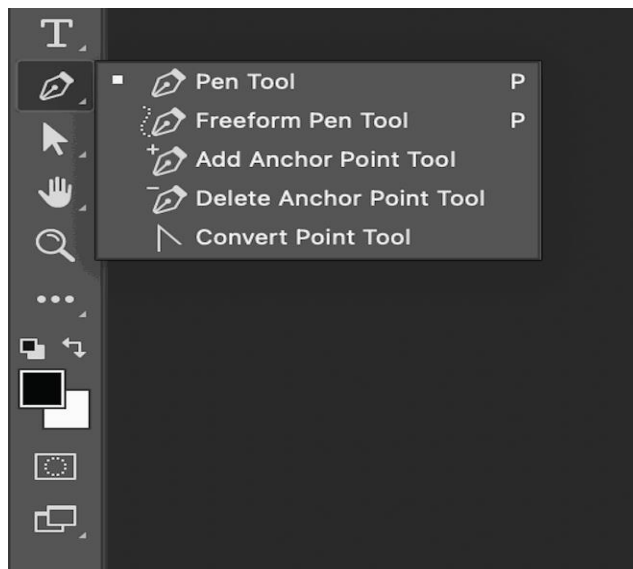 T
Pen Tool P
Freeform Pen Tool P
Add Anchor Point Tool
Delete Anchor Point Tool
Convert Point Tool